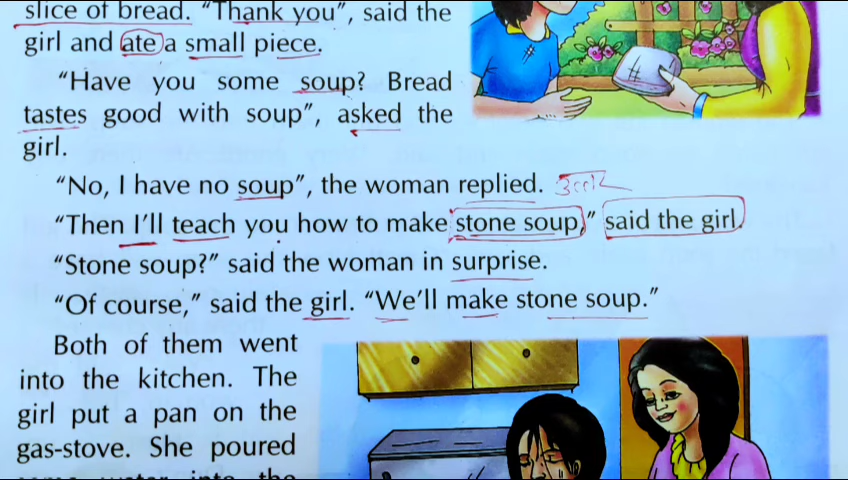 slice of bread. “Thank you”, said the
girl and ate a small piece.
“Have you some soup? Bread
tastes good with soup”, asked the
girl.
“No, I have no soup”, the woman replied.
“Then I’ll teach you how to make stone soup,” said the girl.
“Stone soup?” said the woman in surprise.
“Of course,” said the girl. “We’ll make stone soup.”
Both of them went
into the kitchen. The
girl put a pan on the
gas-stove. She poured
some water into the